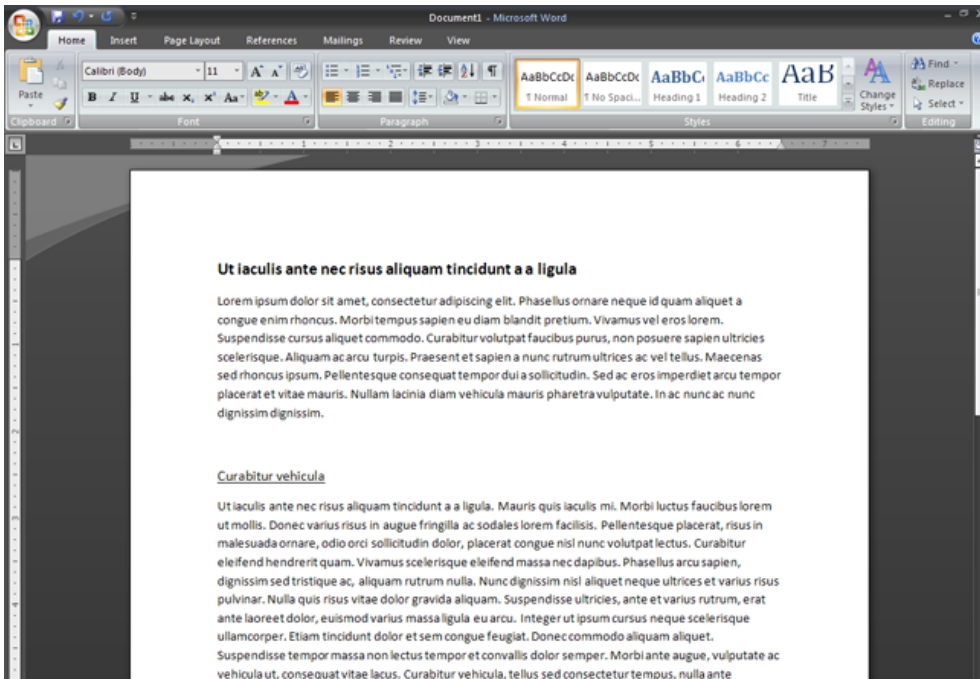 Document1 - Microsoft Word
Home Insert Page Layout References Mailings Review View
Calibri (Body) 11
Paste
B I U abe x, x² Aa A
AaBbCcDc AaBbCcDc AaBbC AaBbCc AaB
¶ Normal ¶ No Spaci... Heading 1 Heading 2 Title
Change Styles
Find
Replace
Select
Clipboard Font Paragraph Styles Editing
1 2 3 4 5 6 7
Ut iaculis ante nec risus aliquam tincidunt a a ligula
Lorem ipsum dolor sit amet, consectetur adipiscing elit. Phasellus ornare neque id quam aliquet a
congue enim rhoncus. Morbi tempus sapien eu diam blandit pretium. Vivamus vel eros lorem.
Suspendisse cursus aliquet commodo. Curabitur volutpat faucibus purus, non posuere sapien ultricies
scelerisque. Aliquam ac arcu turpis. Praesent et sapien a nunc rutrum ultrices ac vel tellus. Maecenas
sed rhoncus ipsum. Pellentesque consequat tempor dui a sollicitudin. Sed ac eros imperdiet arcu tempor
placerat et vitae mauris. Nullam lacinia diam vehicula mauris pharetra vulputate. In ac nunc ac nunc
dignissim dignissim.
Curabitur vehicula
Ut iaculis ante nec risus aliquam tincidunt a a ligula. Mauris quis iaculis mi. Morbi luctus faucibus lorem
ut mollis. Donec varius risus in augue fringilla ac sodales lorem facilisis. Pellentesque placerat, risus in
malesuada ornare, odio orci sollicitudin dolor, placerat congue nisl nunc volutpat lectus. Curabitur
eleifend hendrerit quam. Vivamus scelerisque eleifend massa nec dapibus. Phasellus arcu sapien,
dignissim sed tristique ac, aliquam rutrum nulla. Nunc dignissim nisl aliquet neque ultrices et varius risus
pulvinar. Nulla quis risus vitae dolor gravida aliquam. Suspendisse ultricies, ante et varius rutrum, erat
ante laoreet dolor, euismod varius massa ligula eu arcu. Integer ut ipsum cursus neque scelerisque
ullamcorper. Etiam tincidunt dolor et sem congue feugiat. Donec commodo aliquam aliquet.
Suspendisse tempor massa non lectus tempor et convallis dolor semper. Morbi ante augue, vulputate ac
vehicula ut, consequat vitae lacus. Curabitur vehicula, tellus sed consectetur tempus, nulla ante